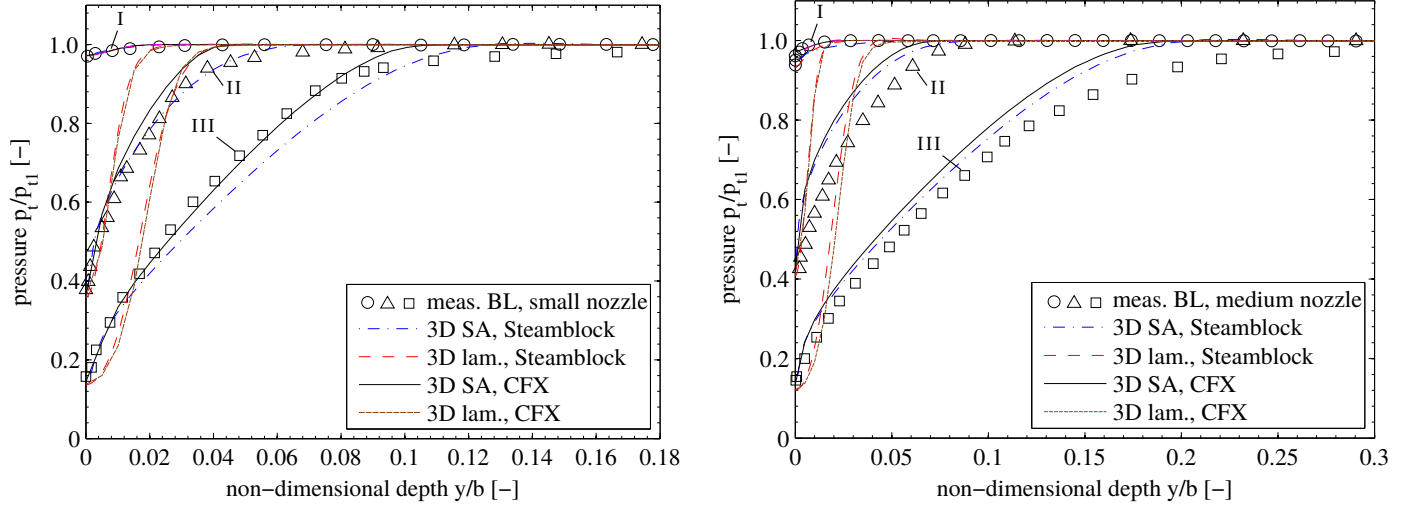 I
II
III
1.0
0.8
0.6
0.4
0.2
0
pressure p_t/p_t1 [−]
meas. BL, small nozzle
3D SA, Steamblock
3D lam., Steamblock
3D SA, CFX
3D lam., CFX
0 0.02 0.04 0.06 0.08 0.1 0.12 0.14 0.16 0.18
non−dimensional depth y/b [−]
I
II
III
1.0
0.8
0.6
0.4
0.2
0
pressure p_t/p_t1 [−]
meas. BL, medium nozzle
3D SA, Steamblock
3D lam., Steamblock
3D SA, CFX
3D lam., CFX
0 0.05 0.1 0.15 0.2 0.25 0.3
non−dimensional depth y/b [−]